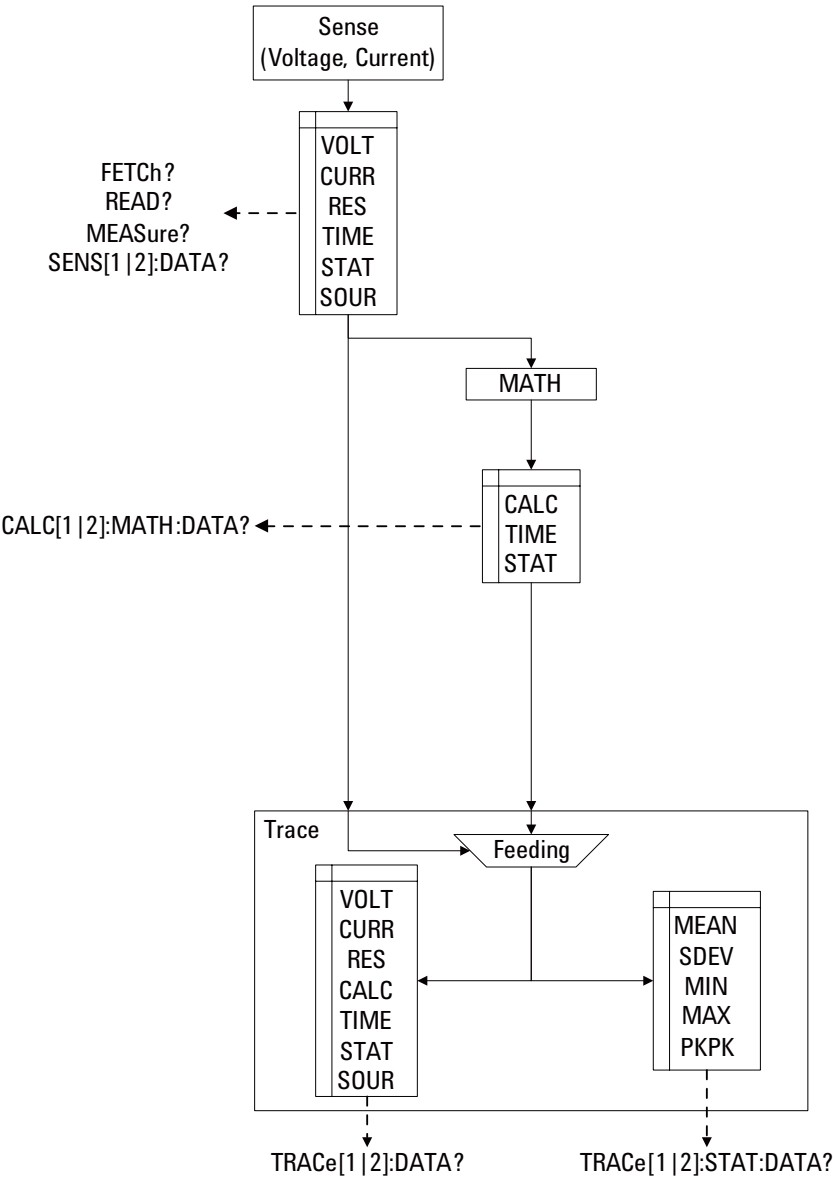 Sense
(Voltage, Current)
VOLT
CURR
RES
TIME
STAT
SOUR
FETCh?
READ?
MEASure?
SENS[1|2]:DATA?
MATH
CALC
TIME
STAT
CALC[1|2]:MATH:DATA?
Trace
Feeding
VOLT
CURR
RES
CALC
TIME
STAT
SOUR
MEAN
SDEV
MIN
MAX
PKPK
TRACe[1|2]:DATA?
TRACe[1|2]:STAT:DATA?